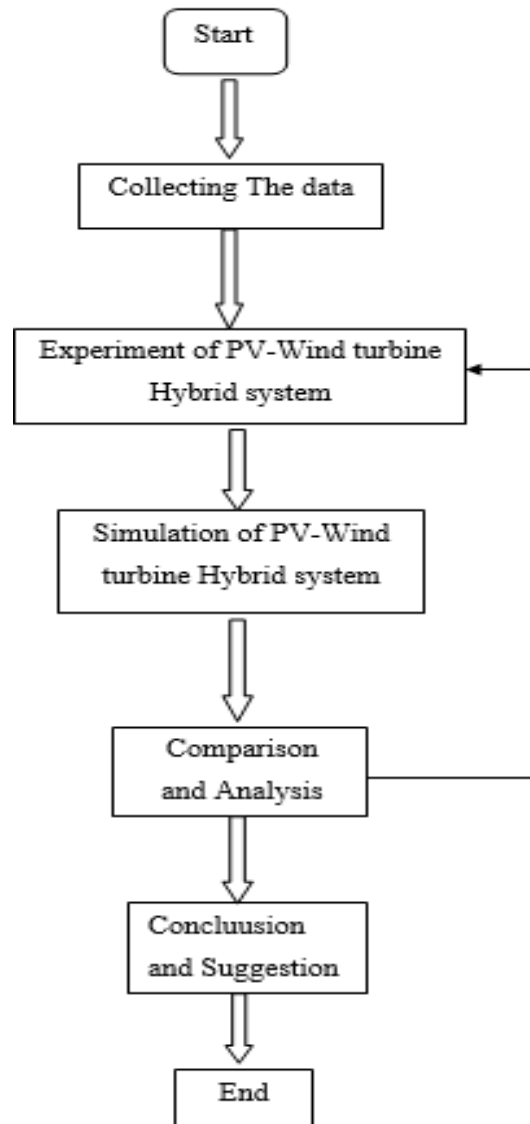 Start
Collecting The data
Experiment of PV-Wind turbine
Hybrid system
Simulation of PV-Wind
turbine Hybrid system
Comparison
and Analysis
Concluusion
and Suggestion
End